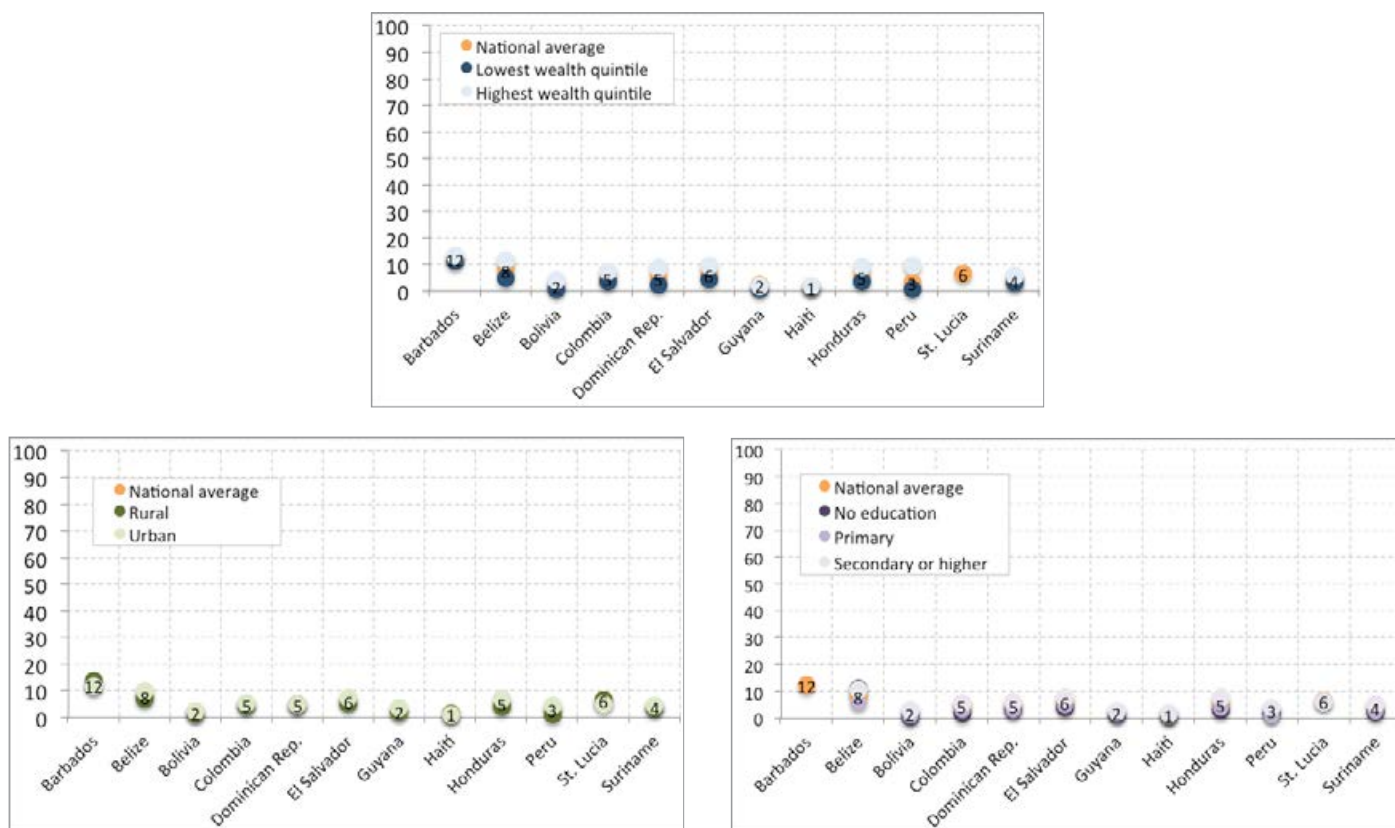 100
90
80
70
60
50
40
30
20
10
0
National average
Lowest wealth quintile
Highest wealth quintile
12 8 2 5 5 6 2 1 5 3 6 4
Barbados Belize Bolivia Colombia Dominican Rep. El Salvador Guyana Haiti Honduras Peru St. Lucia Suriname
100
90
80
70
60
50
40
30
20
10
0
National average
Rural
Urban
12 8 2 5 5 6 2 1 5 3 6 4
Barbados Belize Bolivia Colombia Dominican Rep. El Salvador Guyana Haiti Honduras Peru St. Lucia Suriname
100
90
80
70
60
50
40
30
20
10
0
National average
No education
Primary
Secondary or higher
12 8 2 5 5 6 2 1 5 3 6 4
Barbados Belize Bolivia Colombia Dominican Rep. El Salvador Guyana Haiti Honduras Peru St. Lucia Suriname